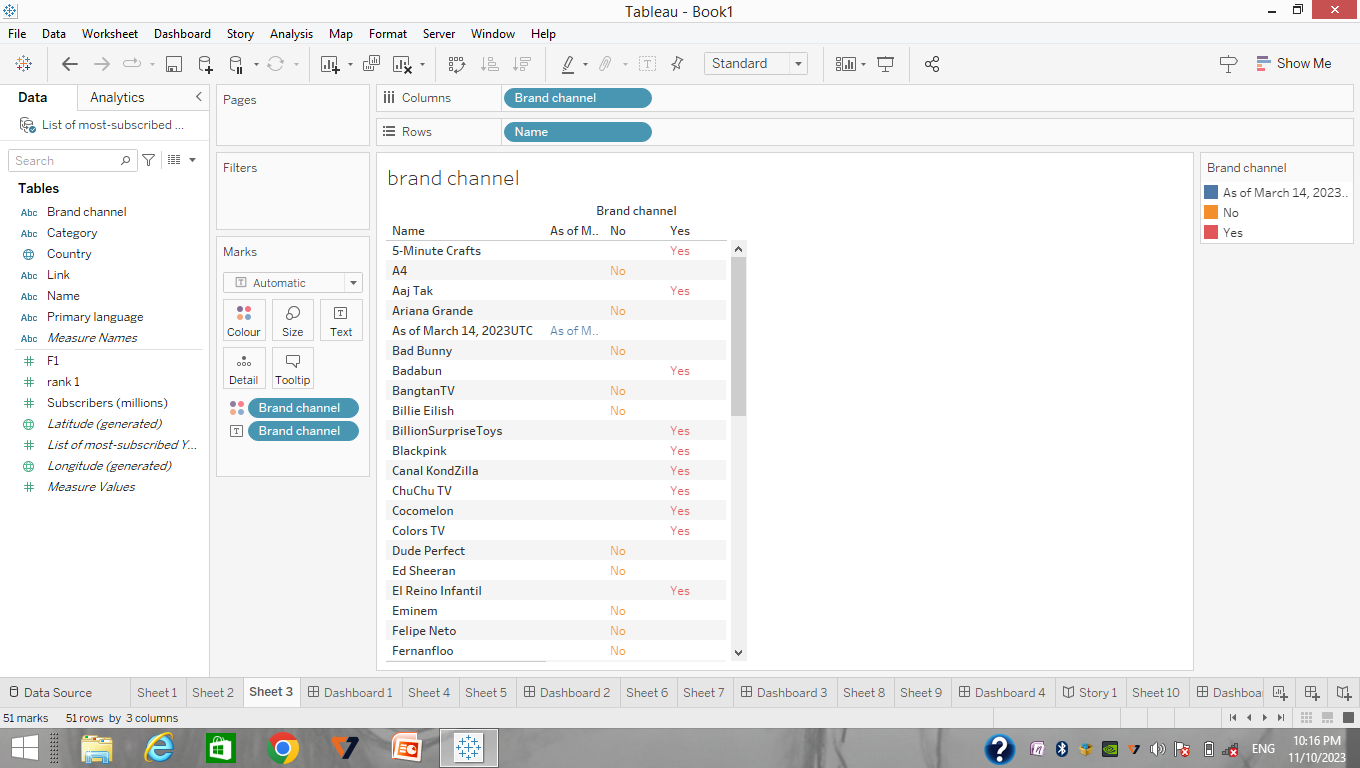 Tableau - Book1
File Data Worksheet Dashboard Story Analysis Map Format Server Window Help
Standard
Show Me
Data Analytics
List of most-subscribed ...
Search
Tables
Abc Brand channel
Abc Category
Country
Abc Link
Abc Name
Abc Primary language
Abc Measure Names
# F1
# rank 1
# Subscribers (millions)
Latitude (generated)
# List of most-subscribed Y...
Longitude (generated)
# Measure Values
Pages
Filters
Marks
Automatic
Colour Size Text
Detail Tooltip
Brand channel
Brand channel
Columns Brand channel
Rows Name
brand channel
Brand channel
Name As of M.. No Yes
5-Minute Crafts Yes
A4 No
Aaj Tak Yes
Ariana Grande No
As of March 14, 2023UTC As of M..
Bad Bunny No
Badabun Yes
BangtanTV No
Billie Eilish No
BillionSurpriseToys Yes
Blackpink Yes
Canal KondZilla Yes
ChuChu TV Yes
Cocomelon Yes
Colors TV Yes
Dude Perfect No
Ed Sheeran No
El Reino Infantil Yes
Eminem No
Felipe Neto No
Fernanfloo No
Brand channel
As of March 14, 2023..
No
Yes
Data Source Sheet 1 Sheet 2 Sheet 3 Dashboard 1 Sheet 4 Sheet 5 Dashboard 2 Sheet 6 Sheet 7 Dashboard 3 Sheet 8 Sheet 9 Dashboard 4 Story 1 Sheet 10 Dashboa
51 marks 51 rows by 3 columns
ENG
10:16 PM
11/10/2023